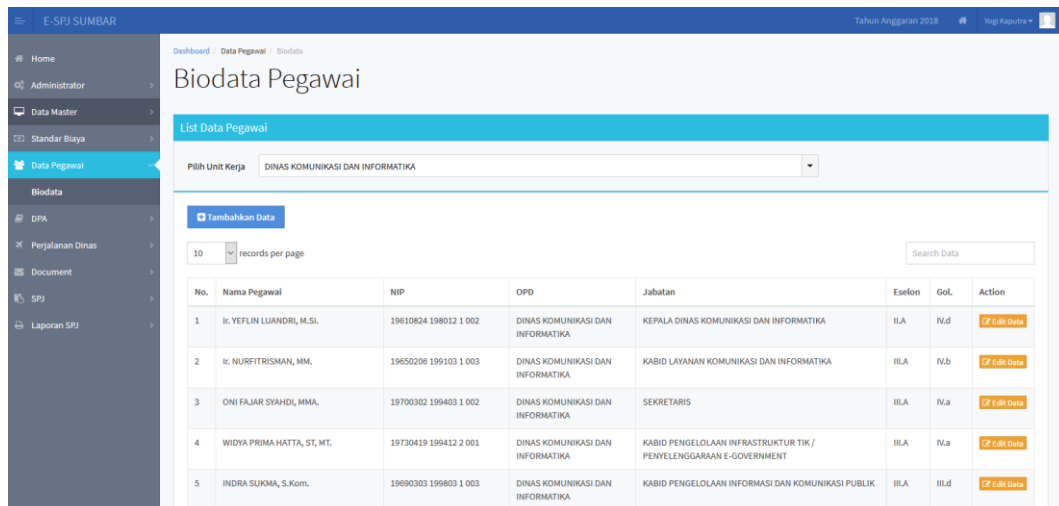 E-SPJ SUMBAR
Tahun Anggaran 2018
Yogi Kaputra
Home
Administrator
Data Master
Standar Biaya
Data Pegawai
Biodata
DPA
Perjalanan Dinas
Document
SPJ
Laporan SPJ
Dashboard / Data Pegawai / Biodata
Biodata Pegawai
List Data Pegawai
Pilih Unit Kerja DINAS KOMUNIKASI DAN INFORMATIKA
Tambahkan Data
10 records per page
Search Data
No. Nama Pegawai NIP OPD Jabatan Eselon Gol. Action
1 Ir. YEFLIN LUANDRI, M.Si. 19610824 198012 1 002 DINAS KOMUNIKASI DAN KEPALA DINAS KOMUNIKASI DAN INFORMATIKA II.A IV.d Edit Data
INFORMATIKA
2 Ir. NURFITRISMAN, MM. 19650206 199103 1 003 DINAS KOMUNIKASI DAN KABID LAYANAN KOMUNIKASI DAN INFORMATIKA III.A IV.b Edit Data
INFORMATIKA
3 ONI FAJAR SYAHDI, MMA. 19700302 199403 1 002 DINAS KOMUNIKASI DAN SEKRETARIS III.A IV.a Edit Data
INFORMATIKA
4 WIDYA PRIMA HATTA, ST, MT. 19730419 199412 2 001 DINAS KOMUNIKASI DAN KABID PENGELOLAAN INFRASTRUKTUR TIK / III.A IV.a Edit Data
INFORMATIKA PENYELENGGARAAN E-GOVERNMENT
5 INDRA SUKMA, S.Kom. 19690303 199803 1 003 DINAS KOMUNIKASI DAN KABID PENGELOLAAN INFORMASI DAN KOMUNIKASI PUBLIK III.A III.d Edit Data
INFORMATIKA